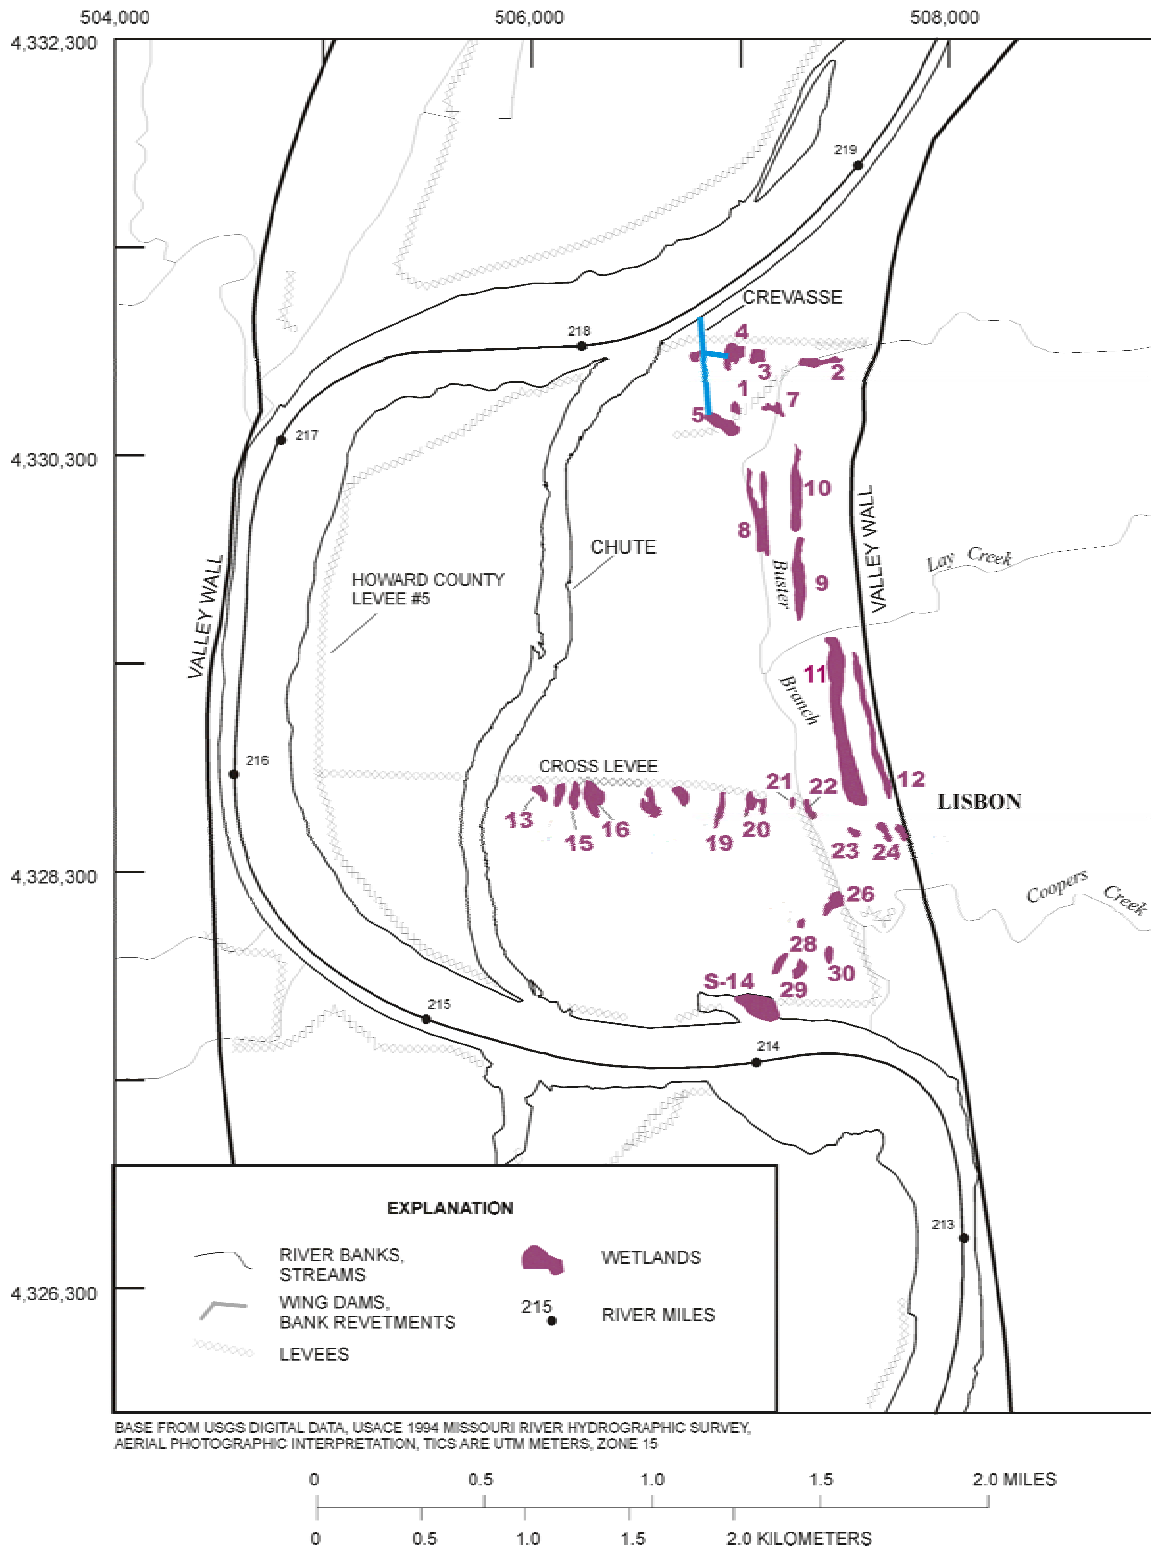 504,000
506,000
508,000
4,332,300
219
CREVASSE
218
4
3
2
1
7
5
217
4,330,300
10
8
VALLEY WALL
CHUTE
Lay Creek
Buster
HOWARD COUNTY
LEVEE #5
9
VALLEY WALL
11
Branch
216
CROSS LEVEE
21
22
12
LISBON
13
15
16
19
20
23
24
4,328,300
26
Coopers Creek
28
S-14
29
30
215
214
EXPLANATION
213
RIVER BANKS,
STREAMS
WETLANDS
4,326,300
WING DAMS,
BANK REVETMENTS
215
RIVER MILES
LEVEES
BASE FROM USGS DIGITAL DATA, USACE 1994 MISSOURI RIVER HYDROGRAPHIC SURVEY,
AERIAL PHOTOGRAPHIC INTERPRETATION, TICS ARE UTM METERS, ZONE 15
0 0.5 1.0 1.5 2.0 MILES
0 0.5 1.0 1.5 2.0 KILOMETERS